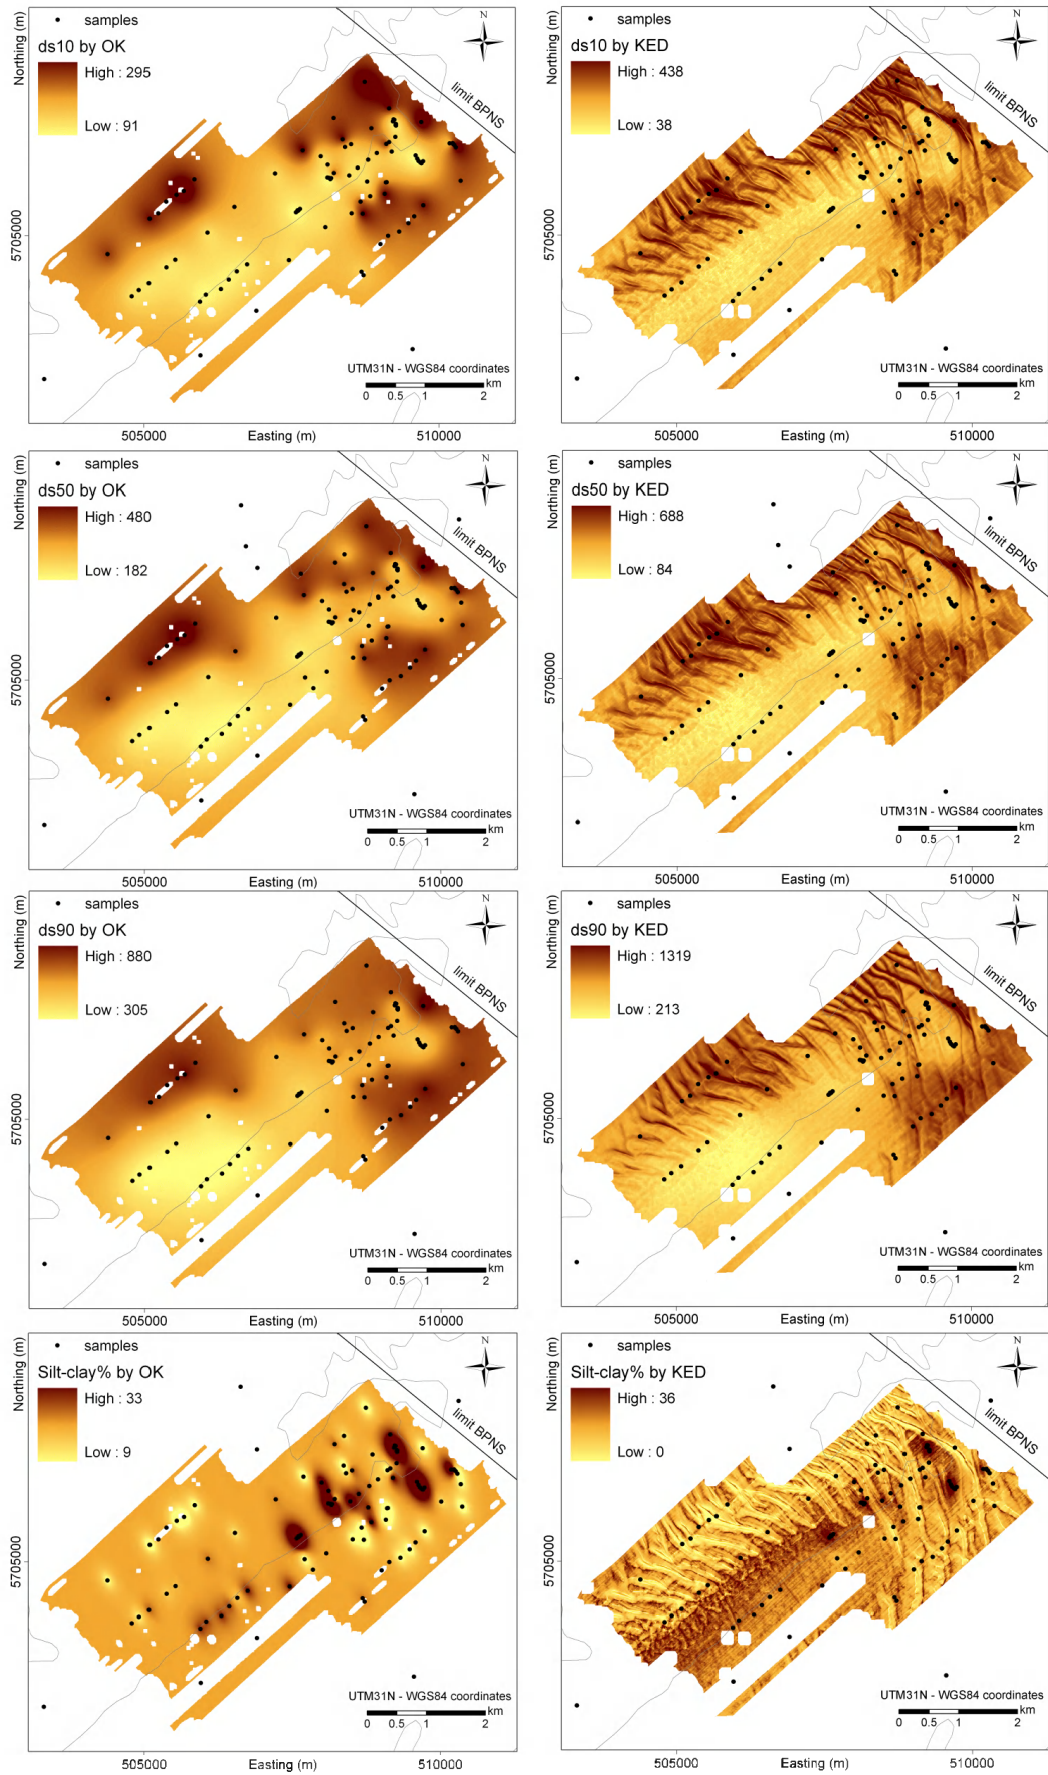 samples
N
Northing (m)
ds10 by OK
High : 295
Low : 91
limit BPNS
5705000
UTM31N - WGS84 coordinates
km
0 0.5 1 2
505000 Easting (m) 510000
samples
N
Northing (m)
ds10 by KED
High : 438
Low : 38
limit BPNS
5705000
UTM31N - WGS84 coordinates
km
0 0.5 1 2
505000 Easting (m) 510000
samples
N
Northing (m)
ds50 by OK
High : 480
Low : 182
limit BPNS
5705000
UTM31N - WGS84 coordinates
km
0 0.5 1 2
505000 Easting (m) 510000
samples
N
Northing (m)
ds50 by KED
High : 688
Low : 84
limit BPNS
5705000
UTM31N - WGS84 coordinates
km
0 0.5 1 2
505000 Easting (m) 510000
samples
N
Northing (m)
ds90 by OK
High : 880
Low : 305
limit BPNS
5705000
UTM31N - WGS84 coordinates
km
0 0.5 1 2
505000 Easting (m) 510000
samples
N
Northing (m)
ds90 by KED
High : 1319
Low : 213
limit BPNS
5705000
UTM31N - WGS84 coordinates
km
0 0.5 1 2
505000 Easting (m) 510000
samples
N
Northing (m)
Silt-clay% by OK
High : 33
Low : 9
limit BPNS
5705000
UTM31N - WGS84 coordinates
km
0 0.5 1 2
505000 Easting (m) 510000
samples
N
Northing (m)
Silt-clay% by KED
High : 36
Low : 0
limit BPNS
5705000
UTM31N - WGS84 coordinates
km
0 0.5 1 2
505000 Easting (m) 510000